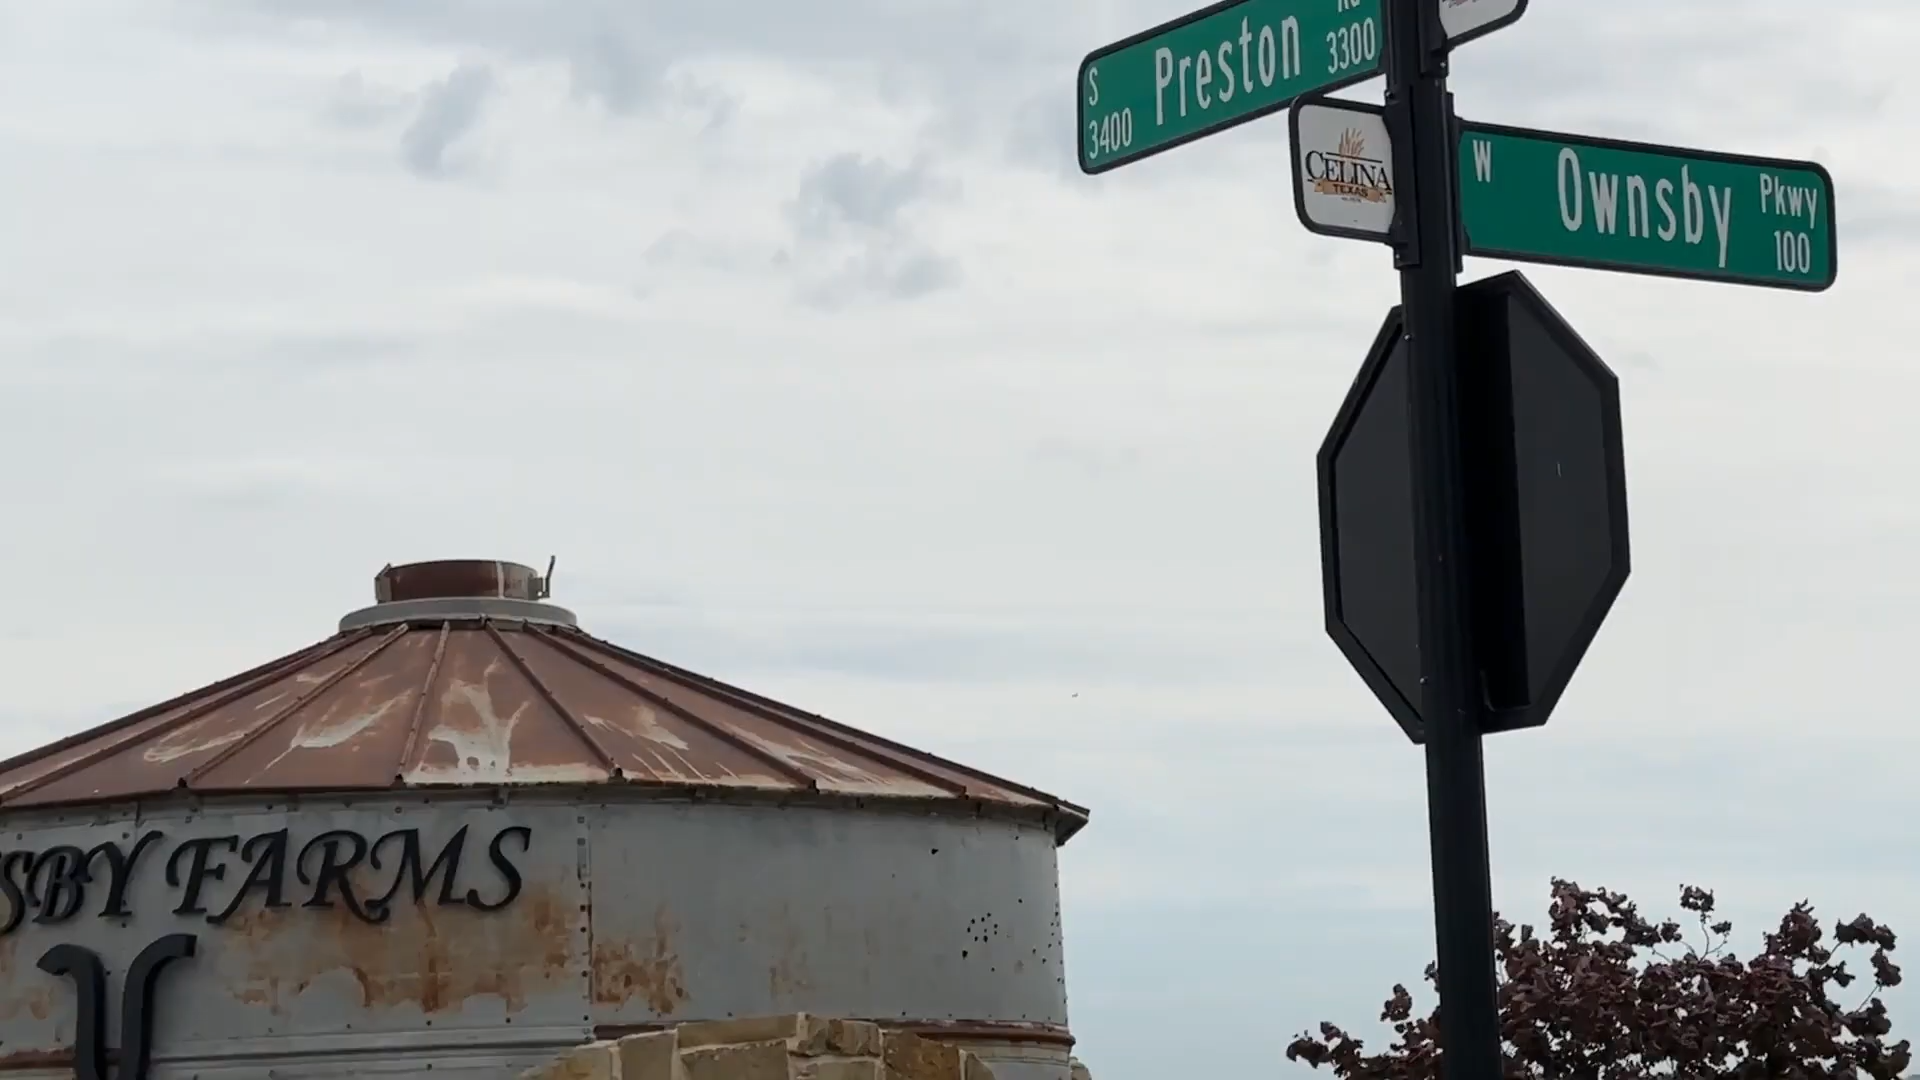 S Preston Rd
3400 3300
CELINA
TEXAS
W Ownsby Pkwy
100
SBY FARMS